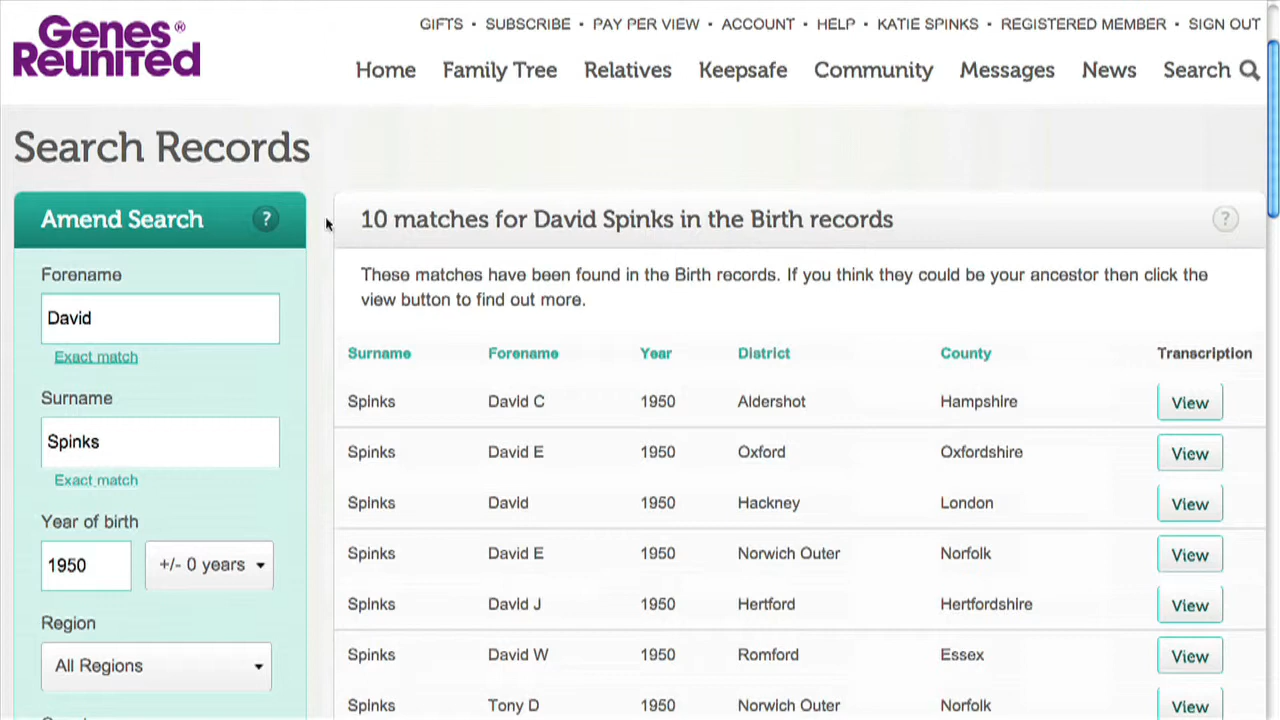 Genes Reunited®
GIFTS • SUBSCRIBE • PAY PER VIEW • ACCOUNT • HELP • KATIE SPINKS • REGISTERED MEMBER • SIGN OUT
Home Family Tree Relatives Keepsafe Community Messages News Search
Search Records
Amend Search ?
Forename
David
Exact match
Surname
Spinks
Exact match
Year of birth
1950 +/- 0 years
Region
All Regions
10 matches for David Spinks in the Birth records ?
These matches have been found in the Birth records. If you think they could be your ancestor then click the
view button to find out more.
Surname Forename Year District County Transcription
Spinks David C 1950 Aldershot Hampshire View
Spinks David E 1950 Oxford Oxfordshire View
Spinks David 1950 Hackney London View
Spinks David E 1950 Norwich Outer Norfolk View
Spinks David J 1950 Hertford Hertfordshire View
Spinks David W 1950 Romford Essex View
Spinks Tony D 1950 Norwich Outer Norfolk View